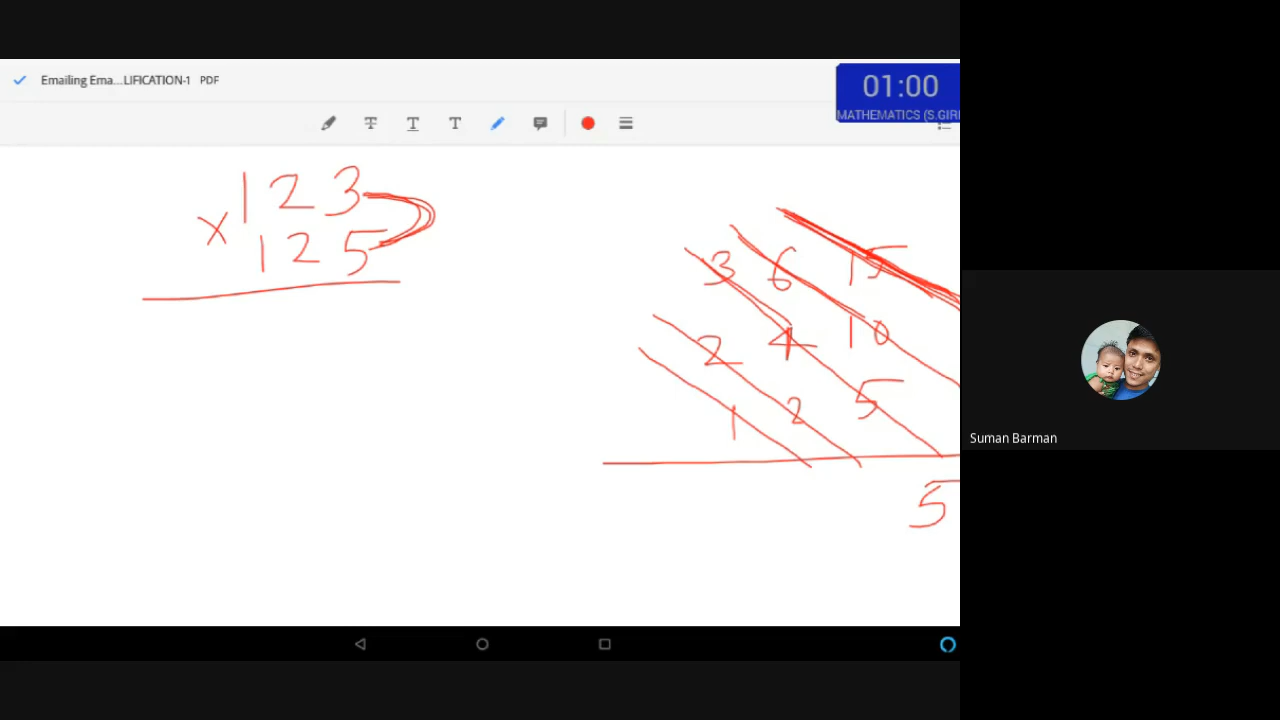 Emailing Ema...LIFICATION-1 PDF
01:00
MATHEMATICS (S.GIR
T T T
123
x 125
3 6 15
2 4 10
1 2 5
5
Suman Barman